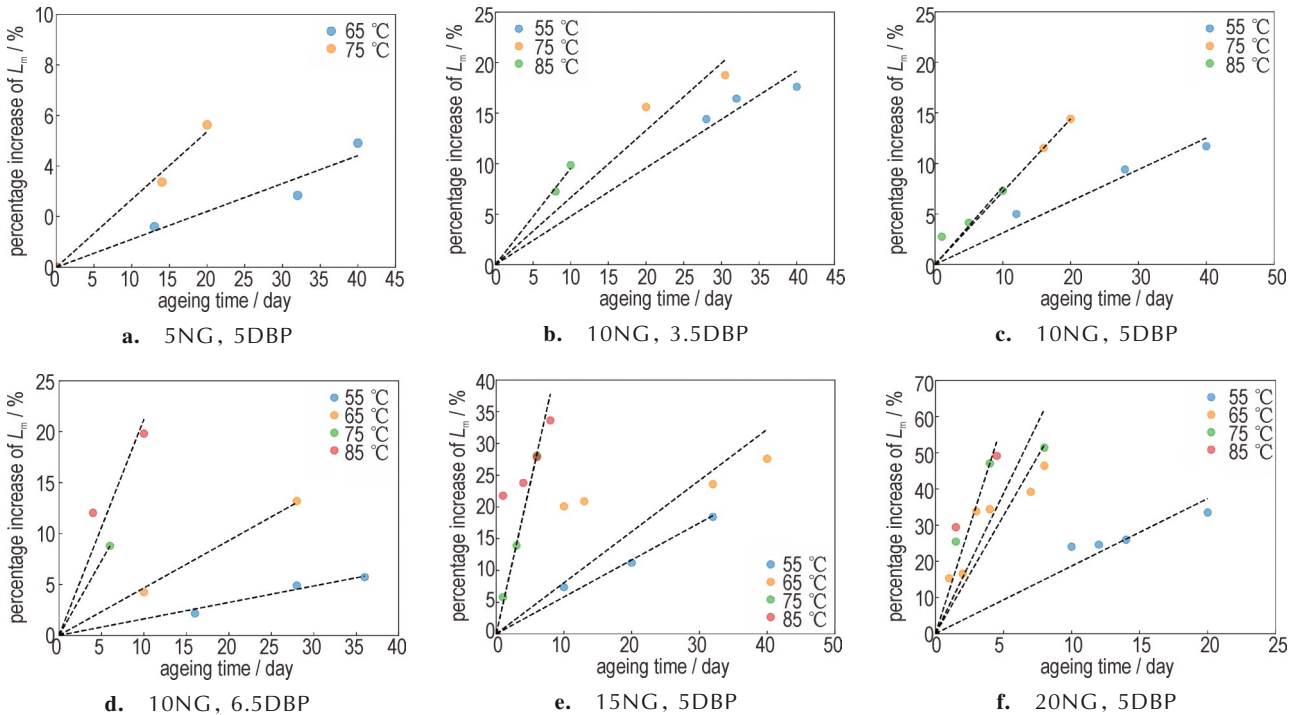 10
8
6
4
0
0
percentage increase of Lm / %
65 ℃
75 ℃
0 5 10 15 20 25 30 35 40 45
ageing time / day
a. 5NG, 5DBP
25
20
15
10
5
0
percentage increase of Lm / %
55 ℃
75 ℃
85 ℃
0 5 10 15 20 25 30 35 40 45
ageing time / day
b. 10NG, 3.5DBP
25
20
15
10
5
0
percentage increase of Lm / %
55 ℃
75 ℃
85 ℃
0 10 20 30 40 50
ageing time / day
c. 10NG, 5DBP
25
20
15
10
5
0
percentage increase of Lm / %
55 ℃
65 ℃
75 ℃
85 ℃
0 5 10 15 20 25 30 35 40
ageing time / day
d. 10NG, 6.5DBP
40
35
30
25
20
15
10
5
0
percentage increase of Lm / %
55 ℃
65 ℃
75 ℃
85 ℃
0 10 20 30 40 50
ageing time / day
e. 15NG, 5DBP
70
60
50
40
30
20
10
0
percentage increase of Lm / %
55 ℃
65 ℃
75 ℃
85 ℃
0 5 10 15 20 25
ageing time / day
f. 20NG, 5DBP